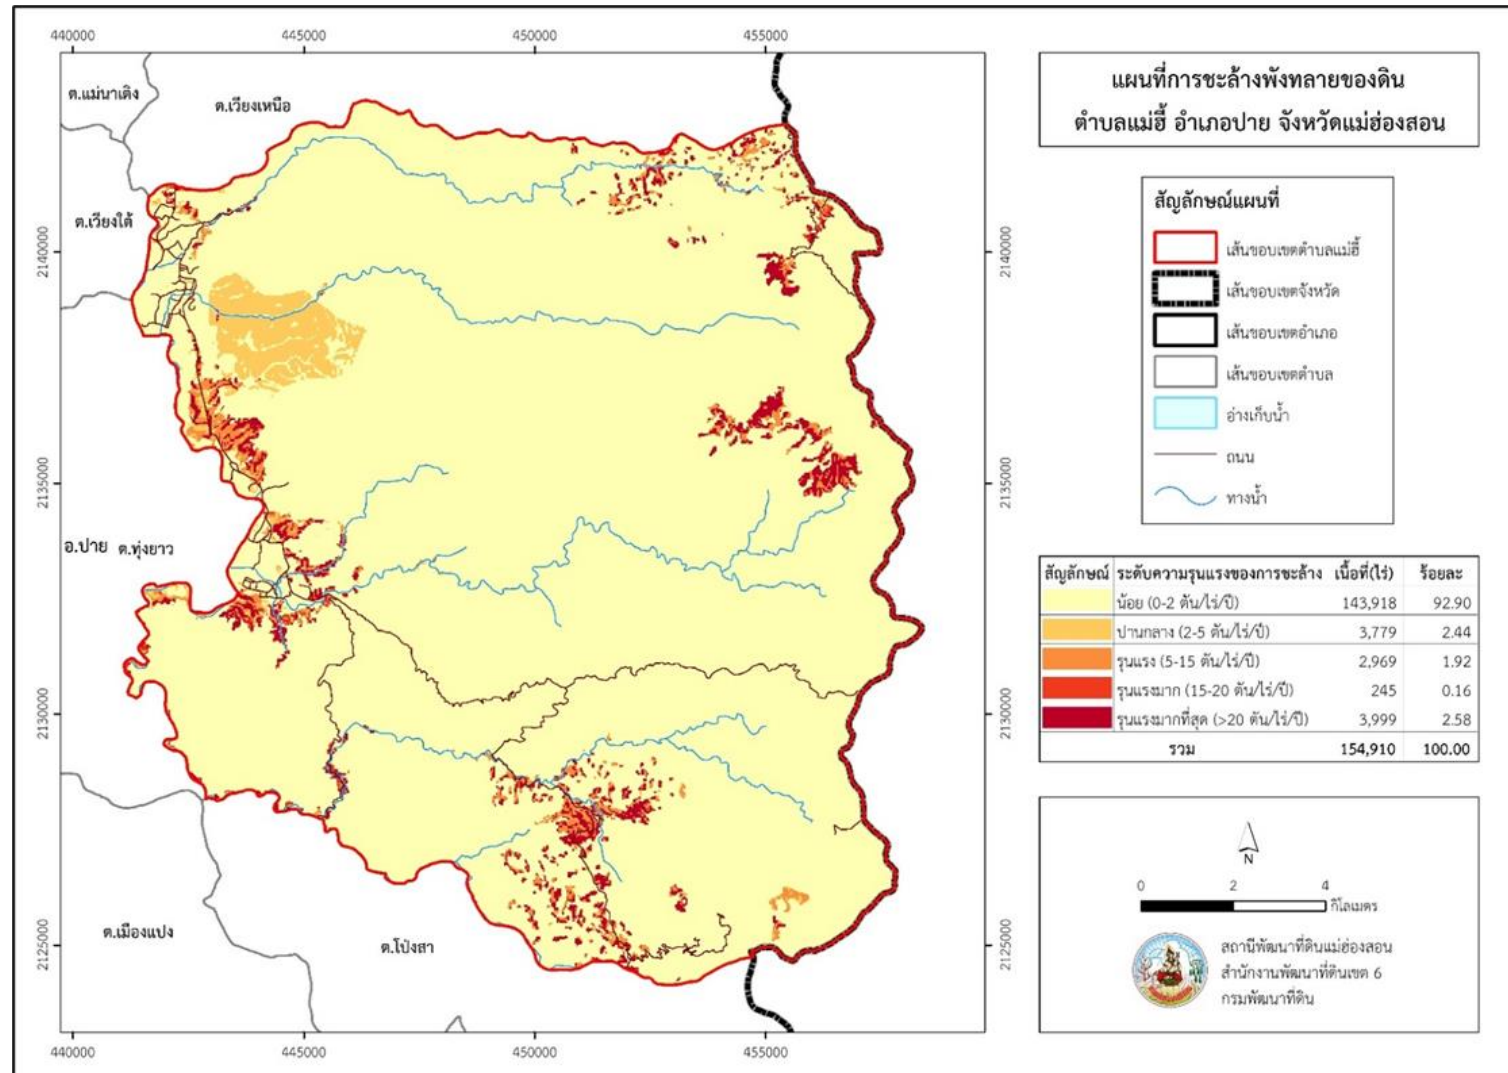 440000
445000
450000
455000
ต.แม่นาเติง
ต.เวียงเหนือ
ต.เวียงใต้
2140000
2140000
2135000
2135000
อ.ปาย ต.ทุ่งยาว
2130000
2130000
ต.เมืองแปง
ต.โป่งสา
2125000
2125000
440000
445000
450000
455000
แผนที่การชะล้างพังทลายของดิน
ตำบลแม่ฮี้ อำเภอปาย จังหวัดแม่ฮ่องสอน
สัญลักษณ์แผนที่
เส้นขอบเขตตำบลแม่ฮี้
เส้นขอบเขตจังหวัด
เส้นขอบเขตอำเภอ
เส้นขอบเขตตำบล
อ่างเก็บน้ำ
ถนน
ทางน้ำ
สัญลักษณ์ ระดับความรุนแรงของการชะล้าง เนื้อที่(ไร่) ร้อยละ
น้อย (0-2 ตัน/ไร่/ปี) 143,918 92.90
ปานกลาง (2-5 ตัน/ไร่/ปี) 3,779 2.44
รุนแรง (5-15 ตัน/ไร่/ปี) 2,969 1.92
รุนแรงมาก (15-20 ตัน/ไร่/ปี) 245 0.16
รุนแรงมากที่สุด (>20 ตัน/ไร่/ปี) 3,999 2.58
รวม 154,910 100.00
N
0 2 4
กิโลเมตร
สถานีพัฒนาที่ดินแม่ฮ่องสอน
สำนักงานพัฒนาที่ดินเขต 6
กรมพัฒนาที่ดิน